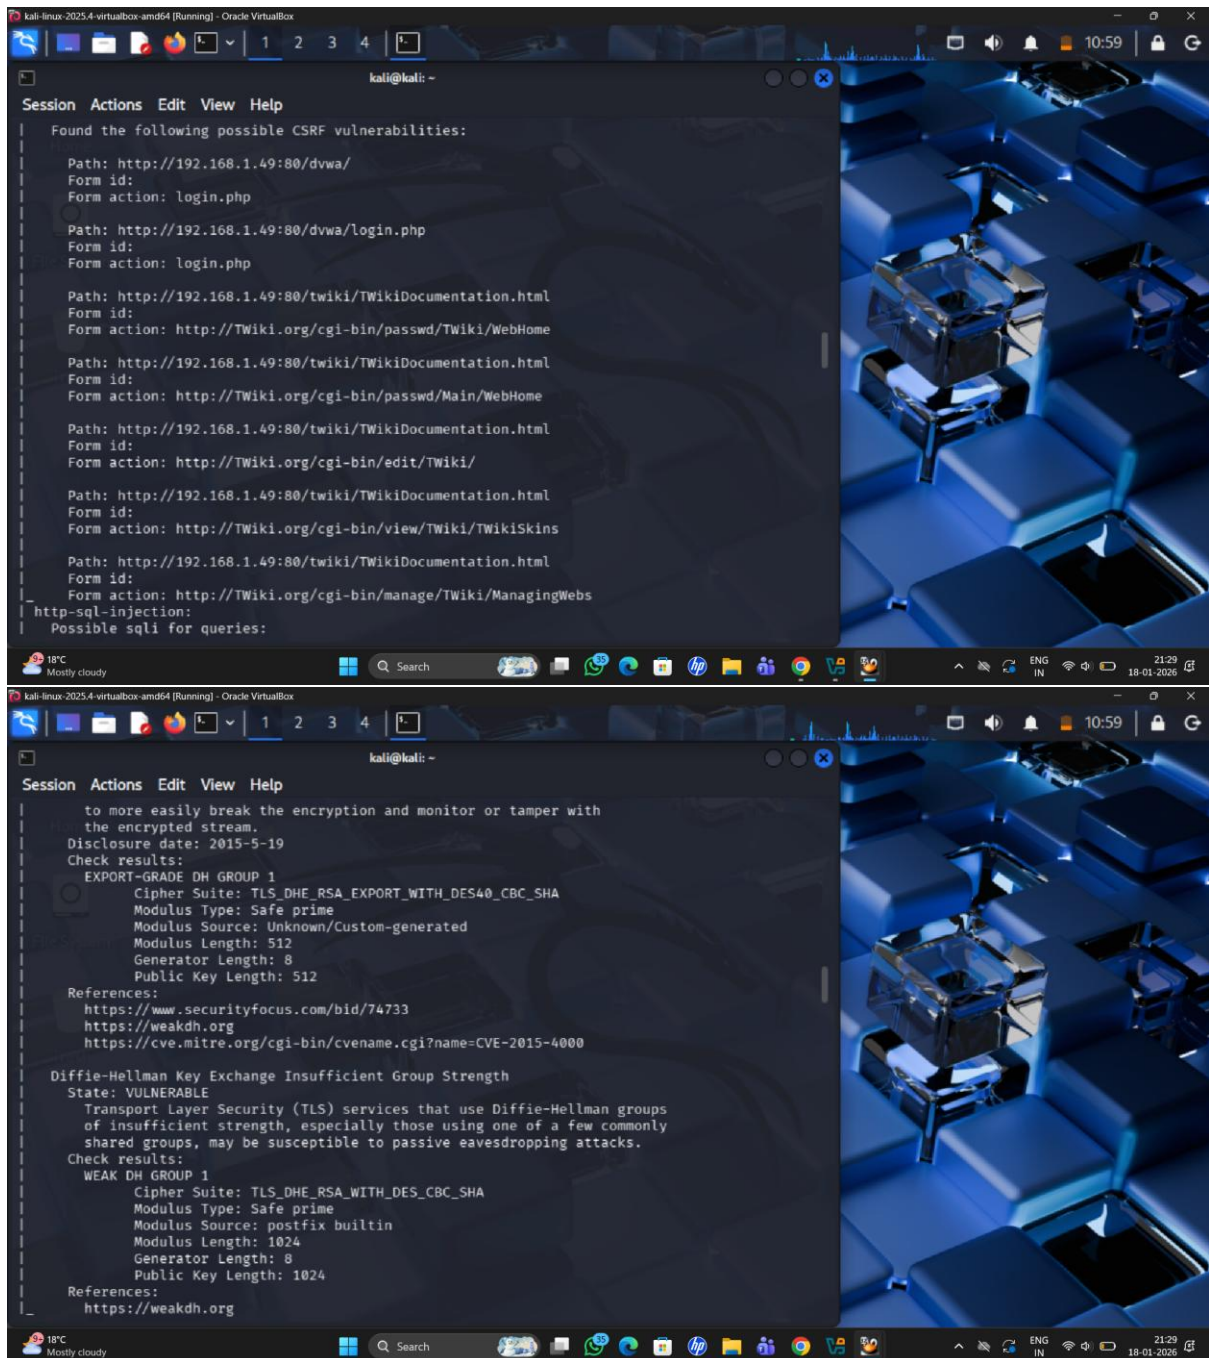 kali-linux-2025.4-virtualbox-amd64 [Running] - Oracle VirtualBox
1 2 3 4 10:59
kali@kali: ~
Session Actions Edit View Help
| Found the following possible CSRF vulnerabilities:
|
| Path: http://192.168.1.49:80/dvwa/
| Form id:
| Form action: login.php
|
| Path: http://192.168.1.49:80/dvwa/login.php
| Form id:
| Form action: login.php
|
| Path: http://192.168.1.49:80/twiki/TWikiDocumentation.html
| Form id:
| Form action: http://TWiki.org/cgi-bin/passwd/TWiki/WebHome
|
| Path: http://192.168.1.49:80/twiki/TWikiDocumentation.html
| Form id:
| Form action: http://TWiki.org/cgi-bin/passwd/Main/WebHome
|
| Path: http://192.168.1.49:80/twiki/TWikiDocumentation.html
| Form id:
| Form action: http://TWiki.org/cgi-bin/edit/TWiki/
|
| Path: http://192.168.1.49:80/twiki/TWikiDocumentation.html
| Form id:
| Form action: http://TWiki.org/cgi-bin/view/TWiki/TWikiSkins
|
| Path: http://192.168.1.49:80/twiki/TWikiDocumentation.html
| Form id:
|_ Form action: http://TWiki.org/cgi-bin/manage/TWiki/ManagingWebs
| http-sql-injection:
| Possible sqli for queries:
9+ 18°C
Mostly cloudy
Search
35
hp
ENG
IN
21:29
18-01-2026
kali-linux-2025.4-virtualbox-amd64 [Running] - Oracle VirtualBox
1 2 3 4 10:59
kali@kali: ~
Session Actions Edit View Help
| to more easily break the encryption and monitor or tamper with
| the encrypted stream.
| Disclosure date: 2015-5-19
| Check results:
| EXPORT-GRADE DH GROUP 1
| Cipher Suite: TLS_DHE_RSA_EXPORT_WITH_DES40_CBC_SHA
| Modulus Type: Safe prime
| Modulus Source: Unknown/Custom-generated
| Modulus Length: 512
| Generator Length: 8
| Public Key Length: 512
| References:
| https://www.securityfocus.com/bid/74733
| https://weakdh.org
| https://cve.mitre.org/cgi-bin/cvename.cgi?name=CVE-2015-4000
|
| Diffie-Hellman Key Exchange Insufficient Group Strength
| State: VULNERABLE
| Transport Layer Security (TLS) services that use Diffie-Hellman groups
| of insufficient strength, especially those using one of a few commonly
| shared groups, may be susceptible to passive eavesdropping attacks.
| Check results:
| WEAK DH GROUP 1
| Cipher Suite: TLS_DHE_RSA_WITH_DES_CBC_SHA
| Modulus Type: Safe prime
| Modulus Source: postfix builtin
| Modulus Length: 1024
| Generator Length: 8
| Public Key Length: 1024
| References:
|_ https://weakdh.org
9+ 18°C
Mostly cloudy
Search
35
hp
ENG
IN
21:29
18-01-2026